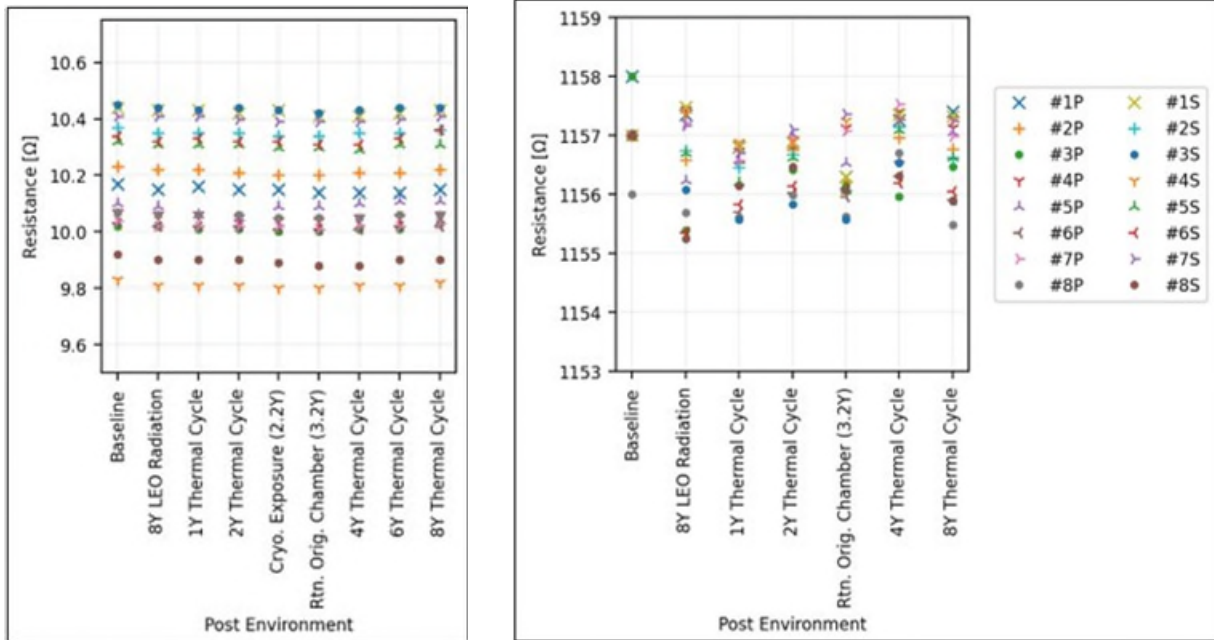 Resistance [Ω]
10.6
10.4
10.2
10.0
9.8
9.6
Baseline
8Y LEO Radiation
1Y Thermal Cycle
2Y Thermal Cycle
Cryo. Exposure (2.2Y)
Rtn. Orig. Chamber (3.2Y)
4Y Thermal Cycle
6Y Thermal Cycle
8Y Thermal Cycle
Post Environment
Resistance [Ω]
1159
1158
1157
1156
1155
1154
1153
Baseline
8Y LEO Radiation
1Y Thermal Cycle
2Y Thermal Cycle
Rtn. Orig. Chamber (3.2Y)
4Y Thermal Cycle
8Y Thermal Cycle
Post Environment
#1P #1S
#2P #2S
#3P #3S
#4P #4S
#5P #5S
#6P #6S
#7P #7S
#8P #8S